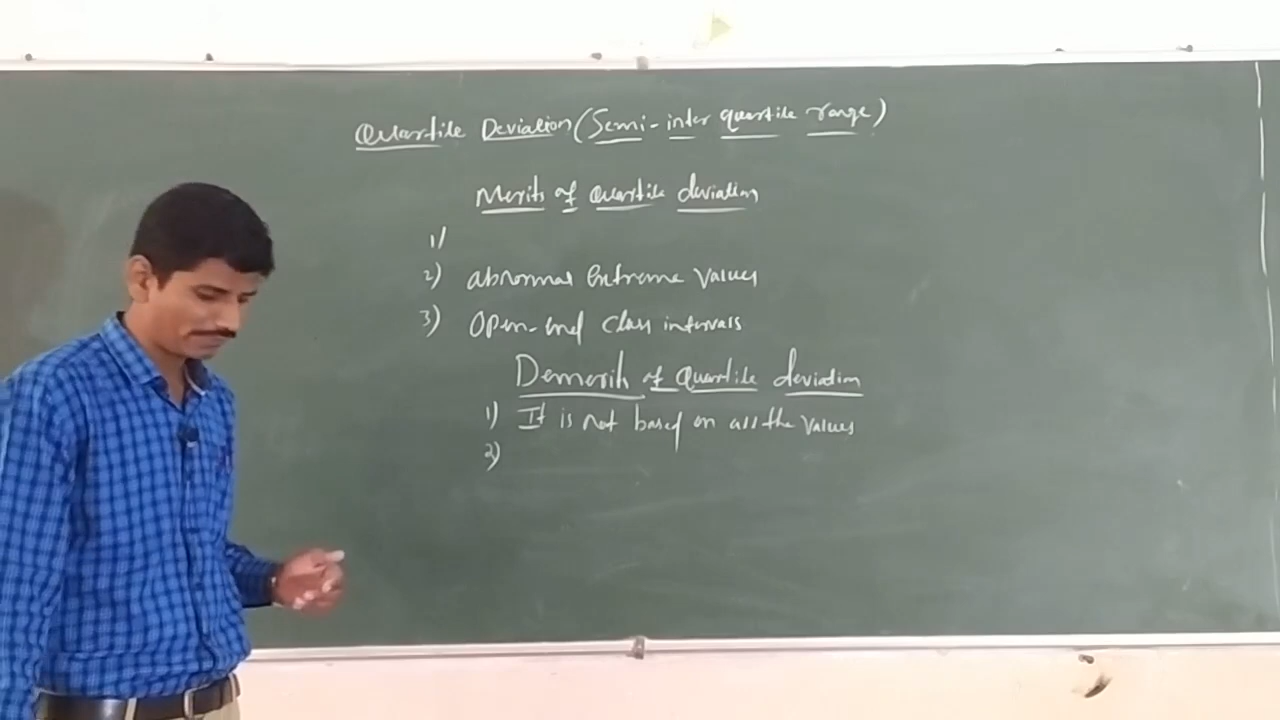 Quartile Deviation (Semi-inter quartile range)
Merits of Quartile deviation
1)
2) abnormal Extreme Values
3) Open-end class intervals
Demerits of Quartile deviation
1) It is not based on all the values
2)